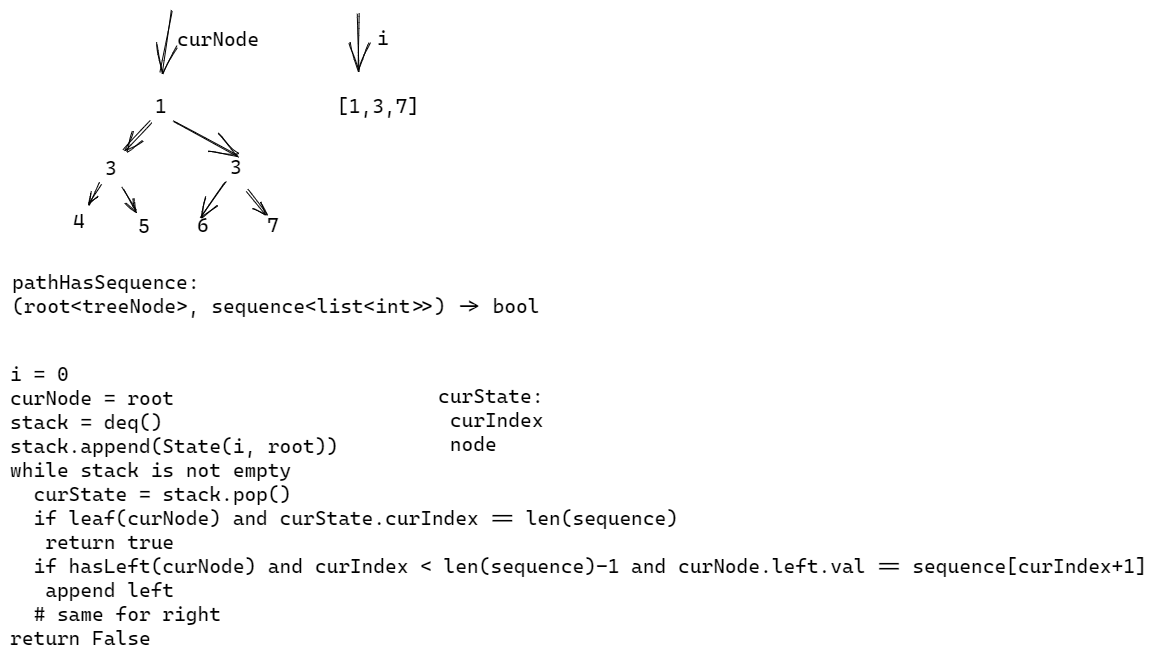 curNode
i
1
[1,3,7]
3 3
4 5 6 7
pathHasSequence:
(root<treeNode>, sequence<list<int>>) → bool
i = 0
curNode = root
stack = deq()
stack.append(State(i, root))
while stack is not empty
curState = stack.pop()
if leaf(curNode) and curState.curIndex == len(sequence)
return true
if hasLeft(curNode) and curIndex < len(sequence)-1 and curNode.left.val == sequence[curIndex+1]
append left
# same for right
return False
curState:
curIndex
node